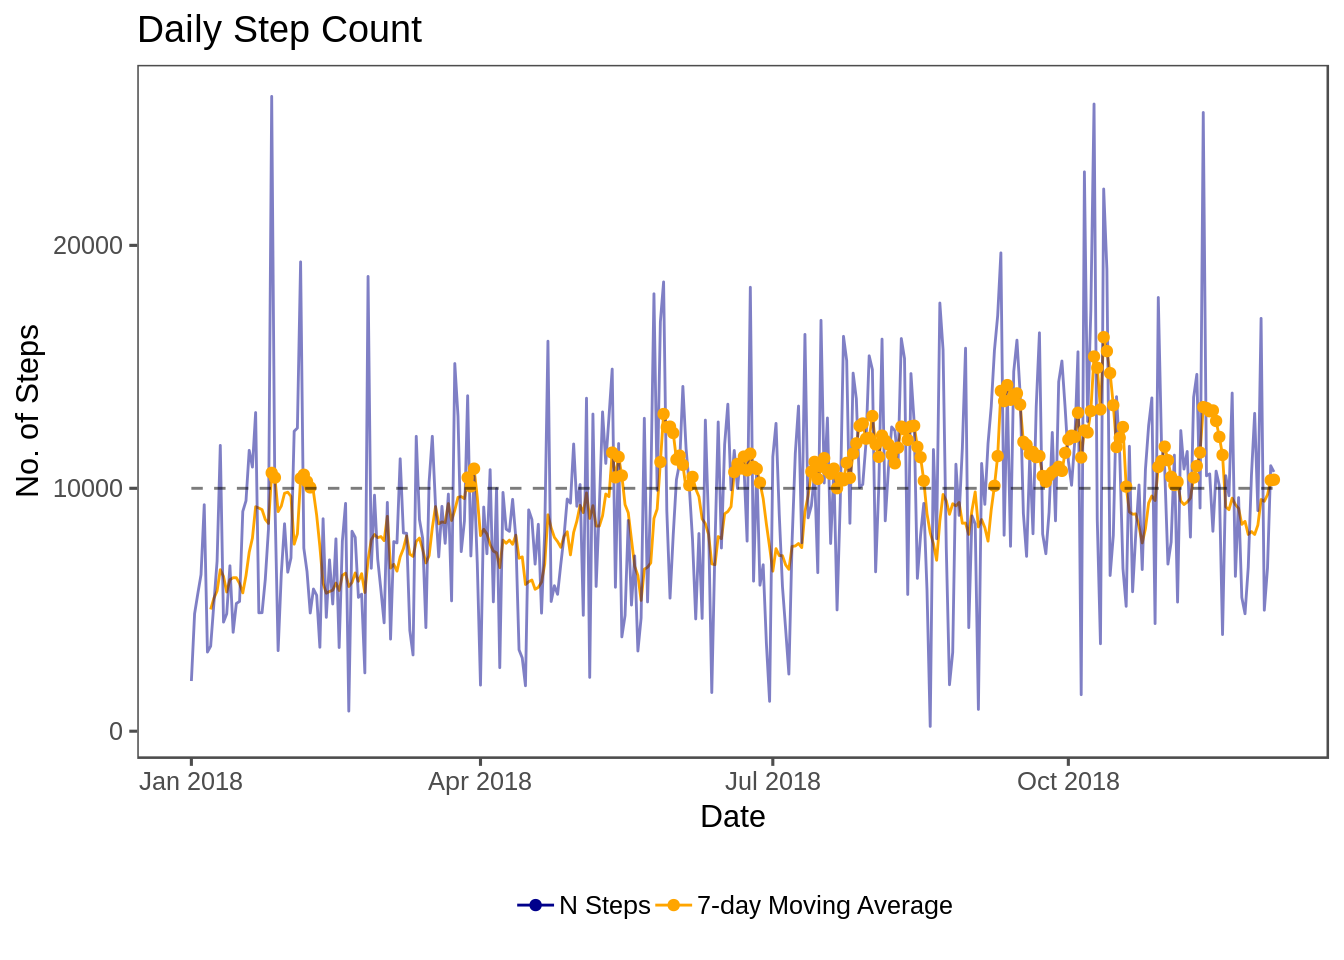 Daily Step Count
No. of Steps
20000
10000
0
Jan 2018
Apr 2018
Jul 2018
Oct 2018
Date
N Steps
7-day Moving Average